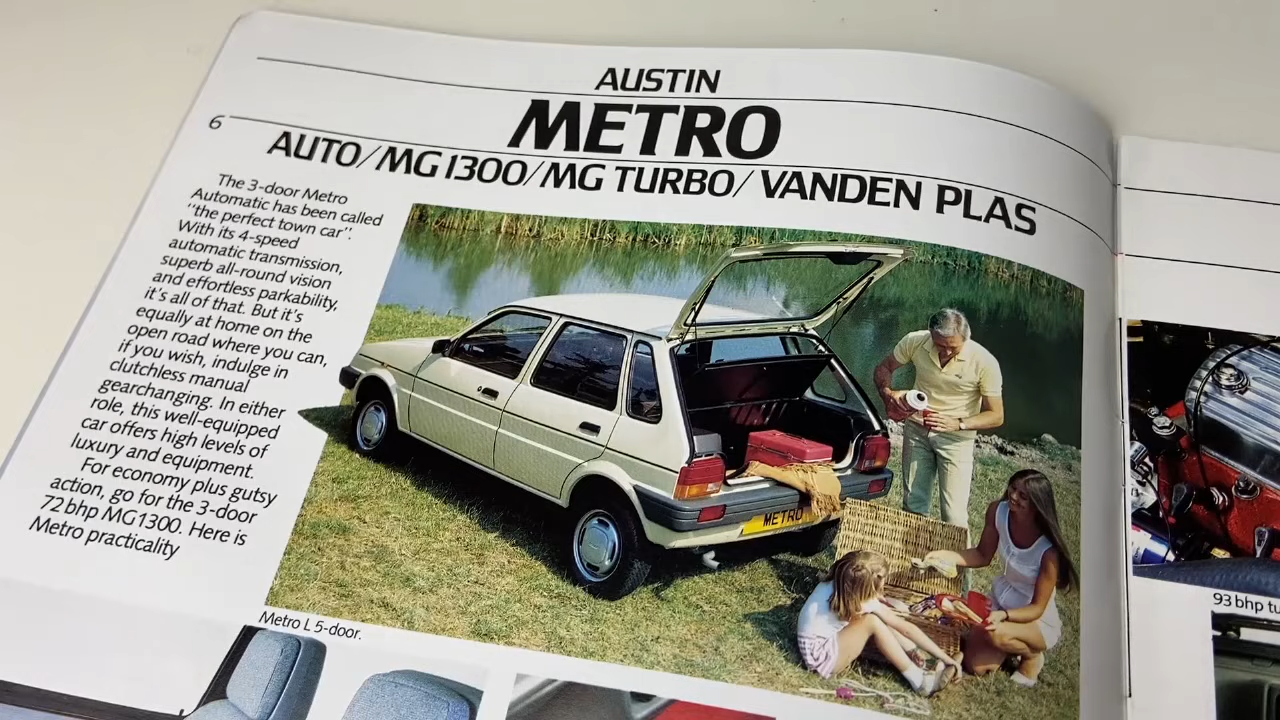 AUSTIN
METRO
6
AUTO/MG 1300/MG TURBO/VANDEN PLAS
The 3-door Metro
Automatic has been called
"the perfect town car".
With its 4-speed
automatic transmission,
superb all-round vision
and effortless parkability,
it's all of that. But it's
equally at home on the
open road where you can,
if you wish, indulge in
clutchless manual
gearchanging. In either
role, this well-equipped
car offers high levels of
luxury and equipment.
For economy plus gutsy
action, go for the 3-door
72 bhp MG 1300. Here is
Metro practicality
METRO
Metro L 5-door.
93 bhp tu